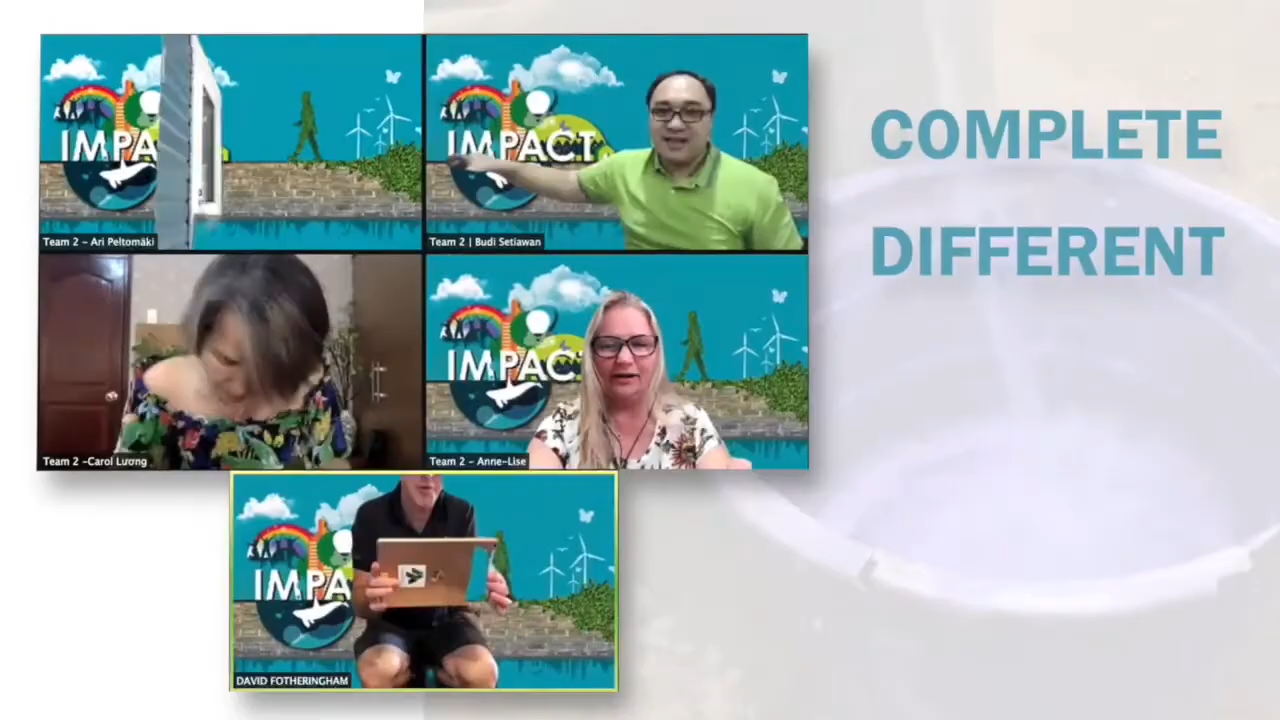 IMPA
Team 2 - Ari Peltomäki
IMPACT
Team 2 | Budi Setiawan
COMPLETE
DIFFERENT
Team 2 -Carol Lương
IMPACT
Team 2 - Anne-Lise
IMPA
DAVID FOTHERINGHAM